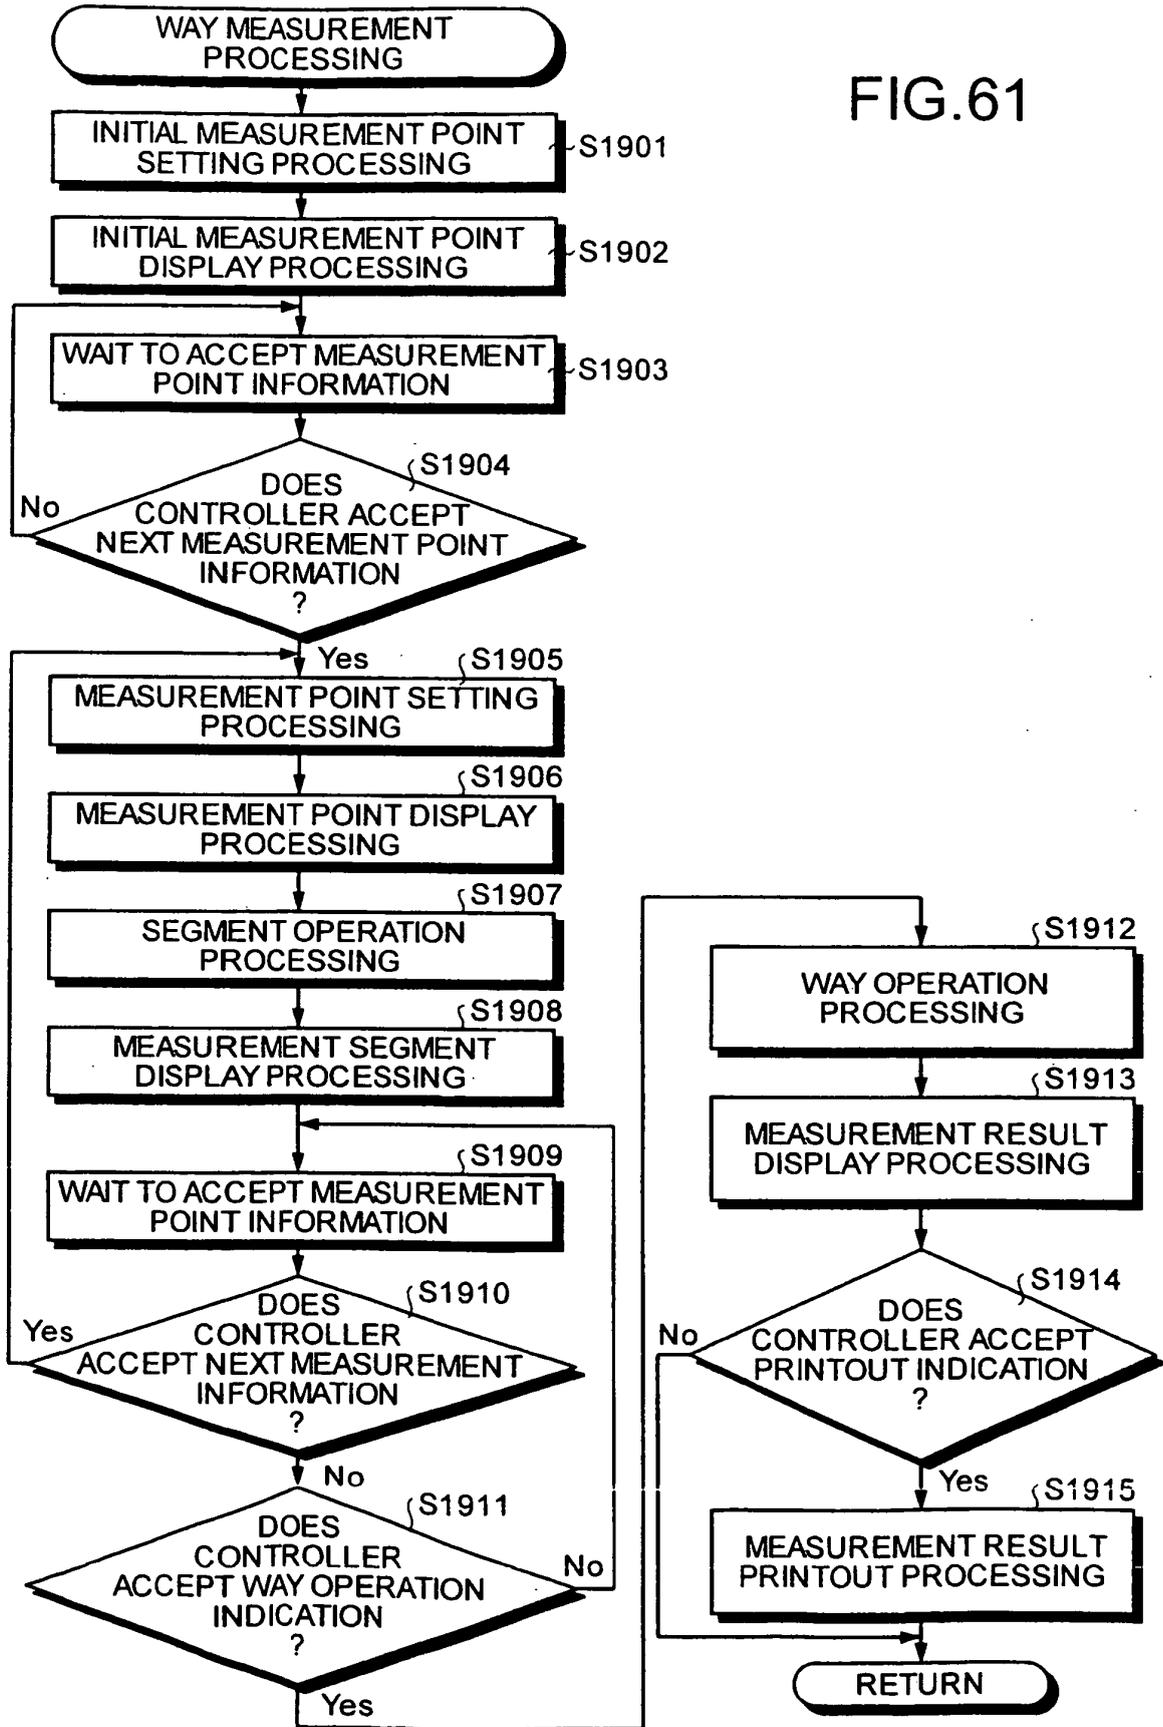 WAY MEASUREMENT
PROCESSING
FIG.61
INITIAL MEASUREMENT POINT
SETTING PROCESSING
S1901
INITIAL MEASUREMENT POINT
DISPLAY PROCESSING
S1902
WAIT TO ACCEPT MEASUREMENT
POINT INFORMATION
S1903
S1904
DOES
CONTROLLER ACCEPT
NEXT MEASUREMENT POINT
INFORMATION
?
No
Yes
S1905
MEASUREMENT POINT SETTING
PROCESSING
S1906
MEASUREMENT POINT DISPLAY
PROCESSING
S1907
SEGMENT OPERATION
PROCESSING
S1908
MEASUREMENT SEGMENT
DISPLAY PROCESSING
S1909
WAIT TO ACCEPT MEASUREMENT
POINT INFORMATION
S1910
DOES
CONTROLLER
ACCEPT NEXT MEASUREMENT
INFORMATION
?
Yes
No
S1911
DOES
CONTROLLER
ACCEPT WAY OPERATION
INDICATION
?
No
Yes
S1912
WAY OPERATION
PROCESSING
S1913
MEASUREMENT RESULT
DISPLAY PROCESSING
S1914
DOES
CONTROLLER ACCEPT
PRINTOUT INDICATION
?
No
Yes
S1915
MEASUREMENT RESULT
PRINTOUT PROCESSING
RETURN